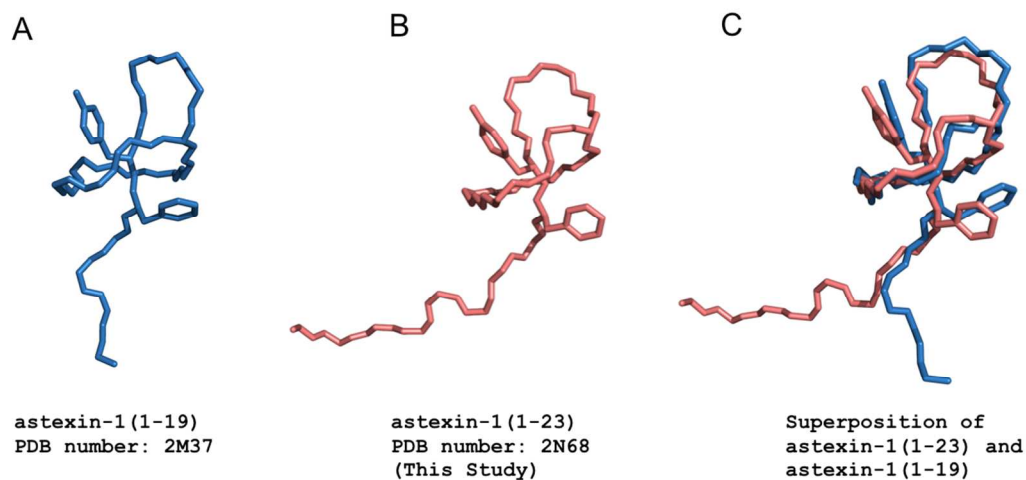 A
B
C
astexin-1(1-19)
PDB number: 2M37
astexin-1(1-23)
PDB number: 2N68
(This Study)
Superposition of
astexin-1(1-23) and
astexin-1(1-19)